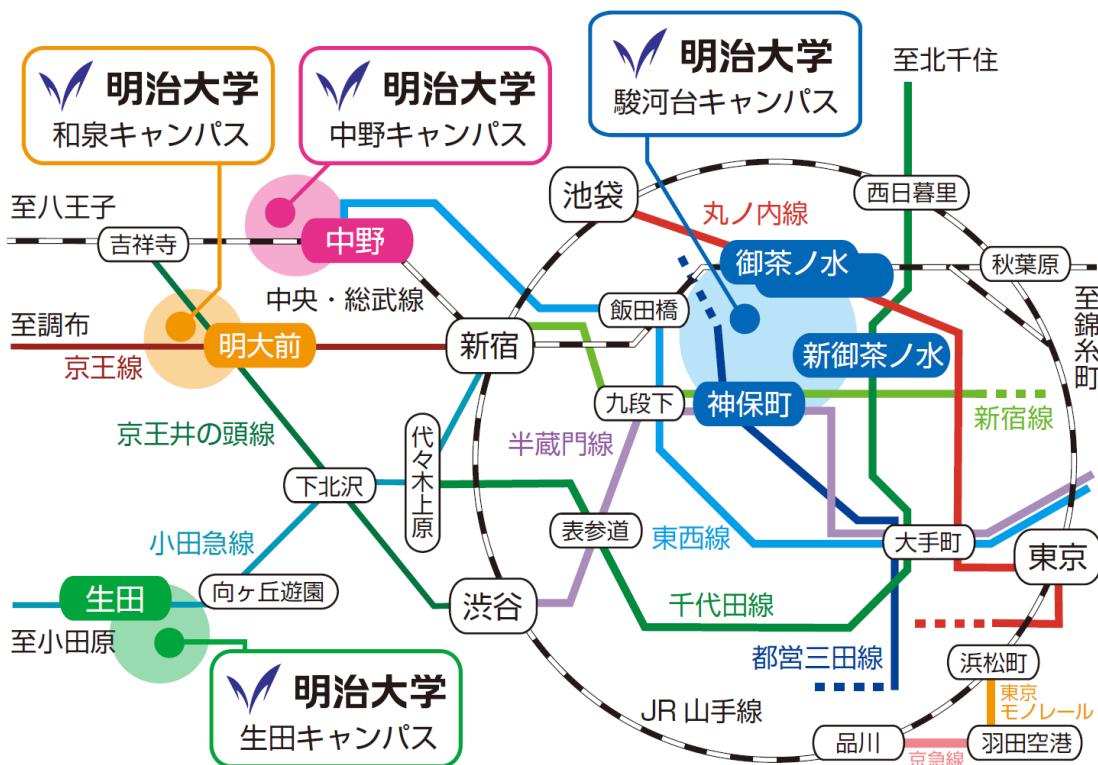 明治大学
和泉キャンパス
明治大学
中野キャンパス
明治大学
駿河台キャンパス
至北千住
池袋
西日暮里
至八王子
丸ノ内線
吉祥寺
中野
御茶ノ水
秋葉原
中央・総武線
飯田橋
至錦糸町
至調布
明大前
新宿
新御茶ノ水
京王線
九段下
神保町
新宿線
京王井の頭線
代々木上原
半蔵門線
下北沢
小田急線
表参道
東西線
大手町
東京
生田
向ヶ丘遊園
渋谷
千代田線
至小田原
都営三田線
浜松町
明治大学
生田キャンパス
JR 山手線
東京
モノレール
品川
羽田空港
京急線